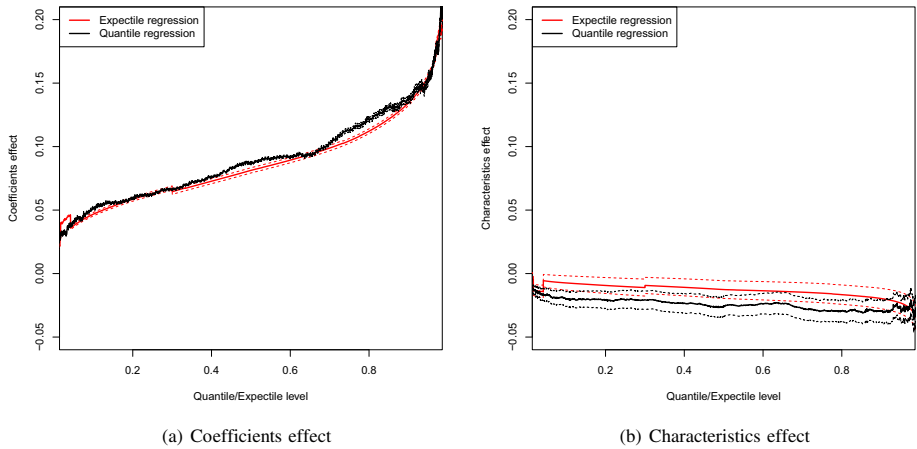 Expectile regression
Quantile regression
0.20
0.15
0.10
0.05
0.00
−0.05
Coefficients effect
0.2
0.4
0.6
0.8
Quantile/Expectile level
(a) Coefficients effect
Expectile regression
Quantile regression
0.20
0.15
0.10
0.05
0.00
−0.05
Characteristics effect
0.2
0.4
0.6
0.8
Quantile/Expectile level
(b) Characteristics effect